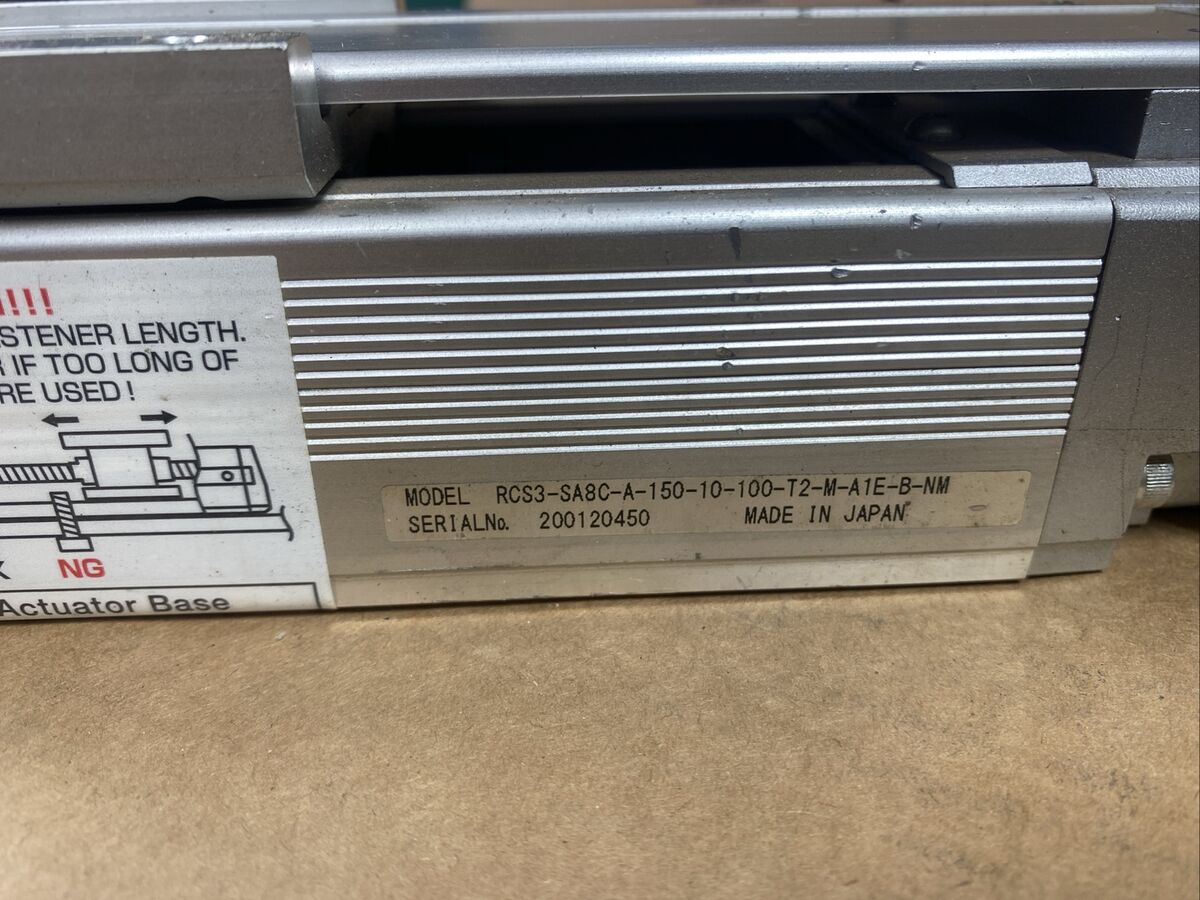 !!!
STENER LENGTH.
IF TOO LONG OF
RE USED !
NG
Actuator Base
MODEL RCS3-SA8C-A-150-10-100-T2-M-A1E-B-NM
SERIALNo. 200120450 MADE IN JAPAN